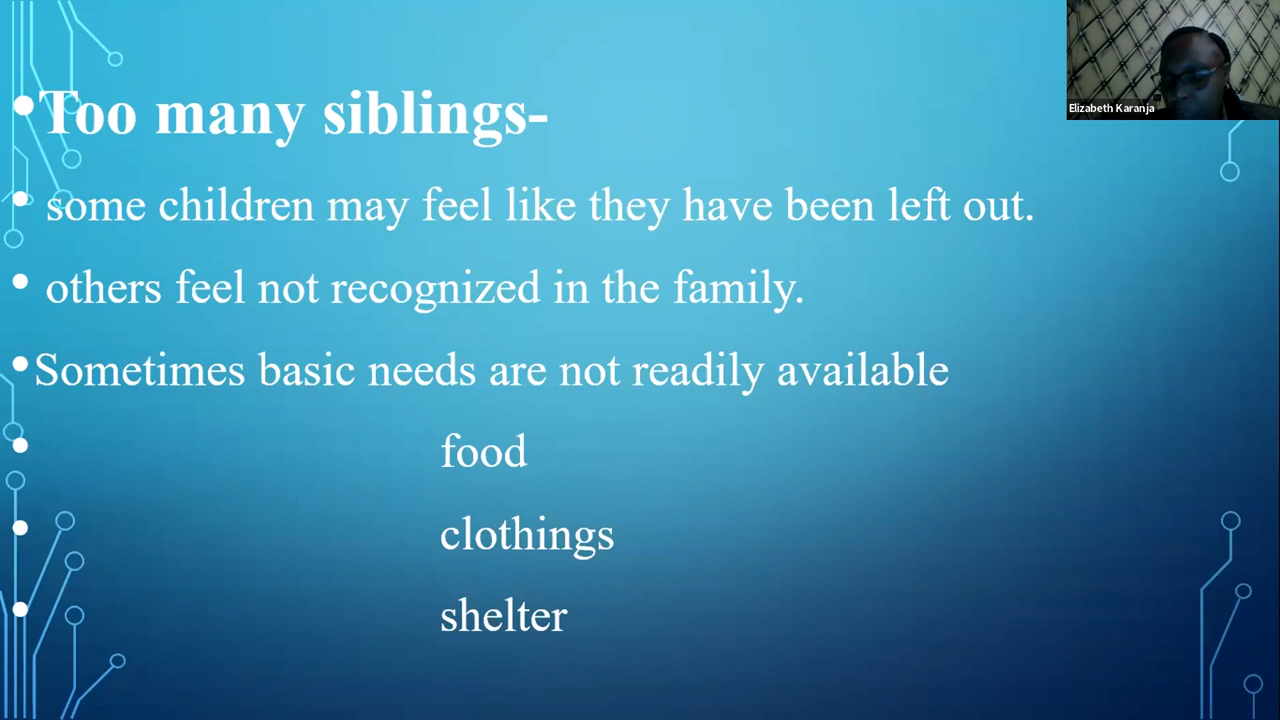 •Too many siblings-
• some children may feel like they have been left out.
• others feel not recognized in the family.
•Sometimes basic needs are not readily available
• food
• clothings
• shelter
Elizabeth Karanja